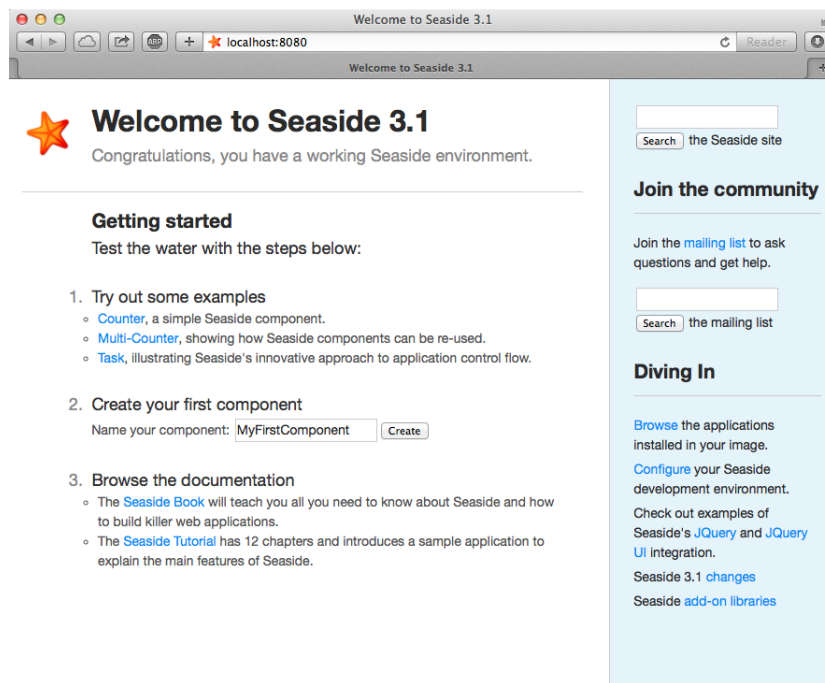 Welcome to Seaside 3.1
ABP
localhost:8080
Reader
Welcome to Seaside 3.1
Welcome to Seaside 3.1
Congratulations, you have a working Seaside environment.
Getting started
Test the water with the steps below:
1. Try out some examples
Counter, a simple Seaside component.
Multi-Counter, showing how Seaside components can be re-used.
Task, illustrating Seaside's innovative approach to application control flow.
2. Create your first component
Name your component: MyFirstComponent Create
3. Browse the documentation
The Seaside Book will teach you all you need to know about Seaside and how
to build killer web applications.
The Seaside Tutorial has 12 chapters and introduces a sample application to
explain the main features of Seaside.
Search the Seaside site
Join the community
Join the mailing list to ask
questions and get help.
Search the mailing list
Diving In
Browse the applications
installed in your image.
Configure your Seaside
development environment.
Check out examples of
Seaside's JQuery and JQuery
UI integration.
Seaside 3.1 changes
Seaside add-on libraries